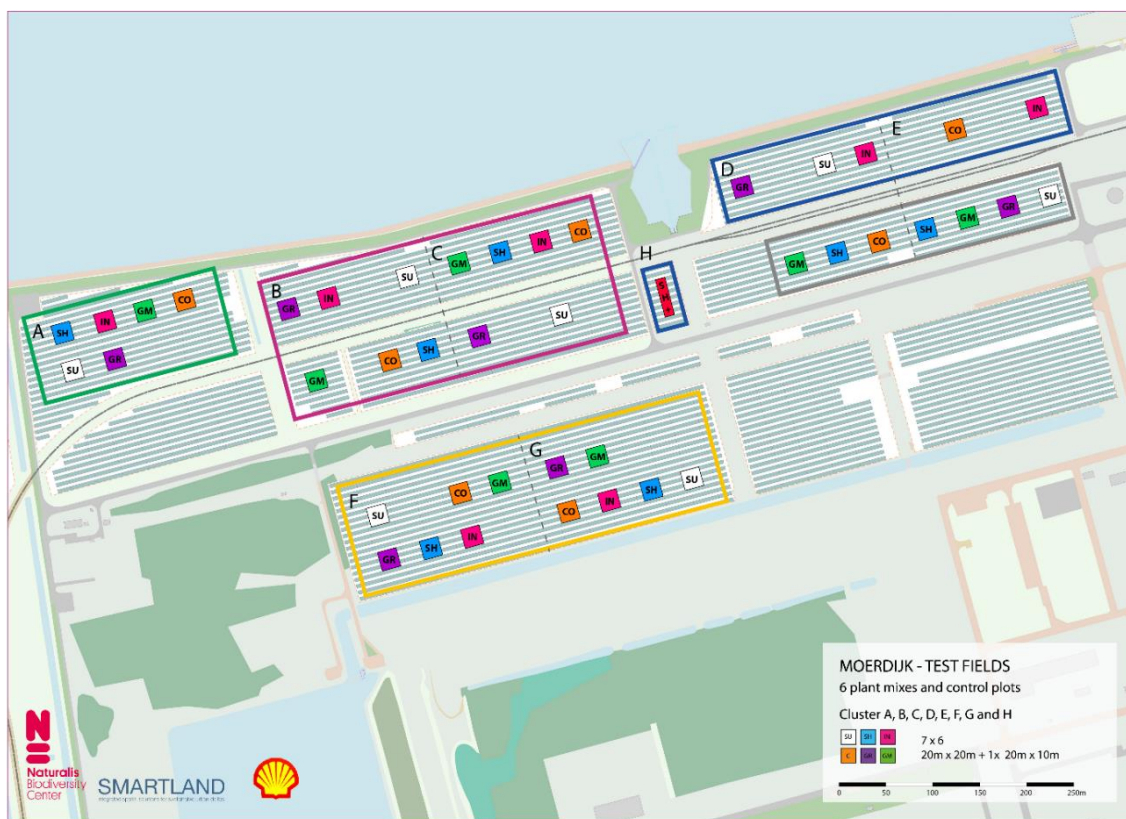 D
E
CO
IN
SU
IN
GR
SU
GR
GM
SH
CO
SH
GM
H
SH+
C
GM
SH
IN
CO
SU
B
GR
IN
SU
GR
SH
CO
GM
A
SH
IN
GM
CO
SU
GR
G
GR
GM
CO
GM
F
SU
CO
IN
SH
SU
IN
SH
GR
Naturalis
Biodiversity
Center
SMARTLAND
MOERDIJK - TEST FIELDS
6 plant mixes and control plots
Cluster A, B, C, D, E, F, G and H
SU SH IN
7 x 6
C GR GM
20m x 20m + 1x 20m x 10m
0 50 100 150 200 250m